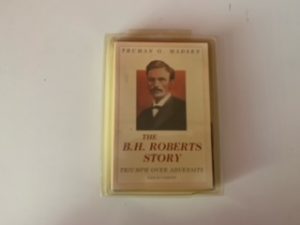 TRUMAN G. MADSEN
THE
B.H. ROBERTS
STORY
TRIUMPH OVER ADVERSITY